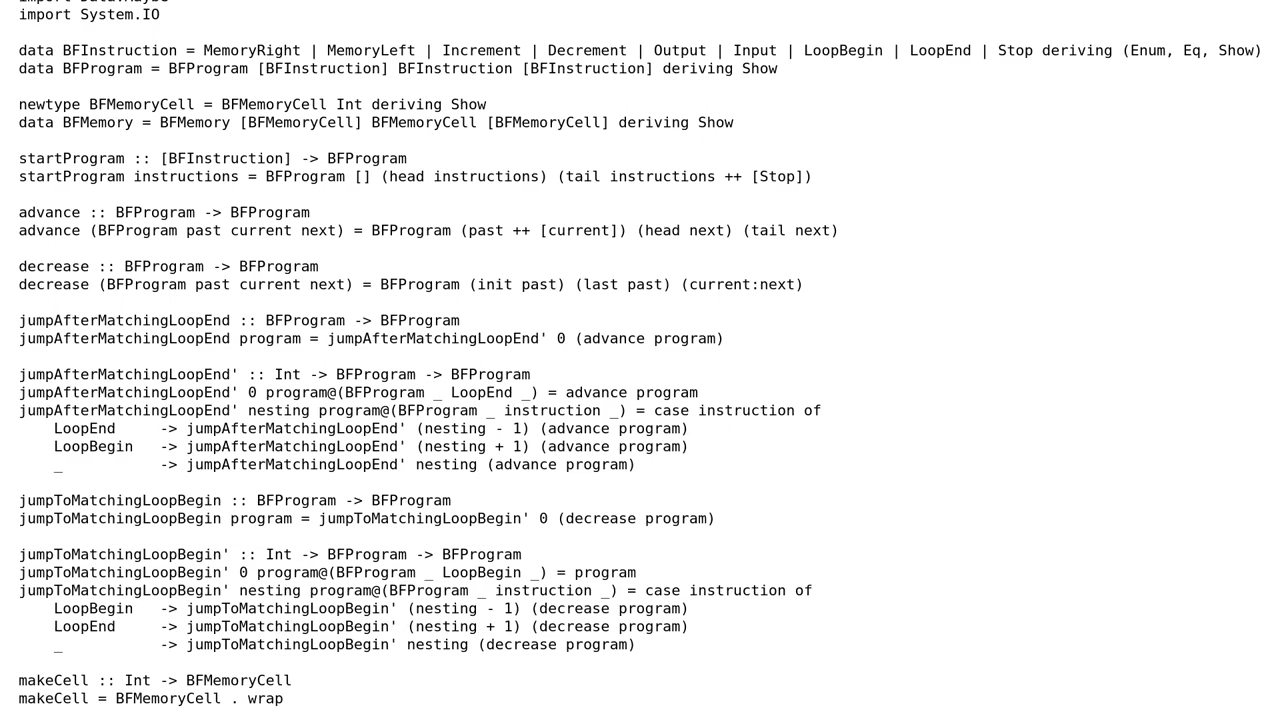 import System.IO
data BFInstruction = MemoryRight | MemoryLeft | Increment | Decrement | Output | Input | LoopBegin | LoopEnd | Stop deriving (Enum, Eq, Show)
data BFProgram = BFProgram [BFInstruction] BFInstruction [BFInstruction] deriving Show
newtype BFMemoryCell = BFMemoryCell Int deriving Show
data BFMemory = BFMemory [BFMemoryCell] BFMemoryCell [BFMemoryCell] deriving Show
startProgram :: [BFInstruction] -> BFProgram
startProgram instructions = BFProgram [] (head instructions) (tail instructions ++ [Stop])
advance :: BFProgram -> BFProgram
advance (BFProgram past current next) = BFProgram (past ++ [current]) (head next) (tail next)
decrease :: BFProgram -> BFProgram
decrease (BFProgram past current next) = BFProgram (init past) (last past) (current:next)
jumpAfterMatchingLoopEnd :: BFProgram -> BFProgram
jumpAfterMatchingLoopEnd program = jumpAfterMatchingLoopEnd' 0 (advance program)
jumpAfterMatchingLoopEnd' :: Int -> BFProgram -> BFProgram
jumpAfterMatchingLoopEnd' 0 program@(BFProgram _ LoopEnd _) = advance program
jumpAfterMatchingLoopEnd' nesting program@(BFProgram _ instruction _) = case instruction of
    LoopEnd     -> jumpAfterMatchingLoopEnd' (nesting - 1) (advance program)
    LoopBegin   -> jumpAfterMatchingLoopEnd' (nesting + 1) (advance program)
    _           -> jumpAfterMatchingLoopEnd' nesting (advance program)
jumpToMatchingLoopBegin :: BFProgram -> BFProgram
jumpToMatchingLoopBegin program = jumpToMatchingLoopBegin' 0 (decrease program)
jumpToMatchingLoopBegin' :: Int -> BFProgram -> BFProgram
jumpToMatchingLoopBegin' 0 program@(BFProgram _ LoopBegin _) = program
jumpToMatchingLoopBegin' nesting program@(BFProgram _ instruction _) = case instruction of
    LoopBegin   -> jumpToMatchingLoopBegin' (nesting - 1) (decrease program)
    LoopEnd     -> jumpToMatchingLoopBegin' (nesting + 1) (decrease program)
    _           -> jumpToMatchingLoopBegin' nesting (decrease program)
makeCell :: Int -> BFMemoryCell
makeCell = BFMemoryCell . wrap